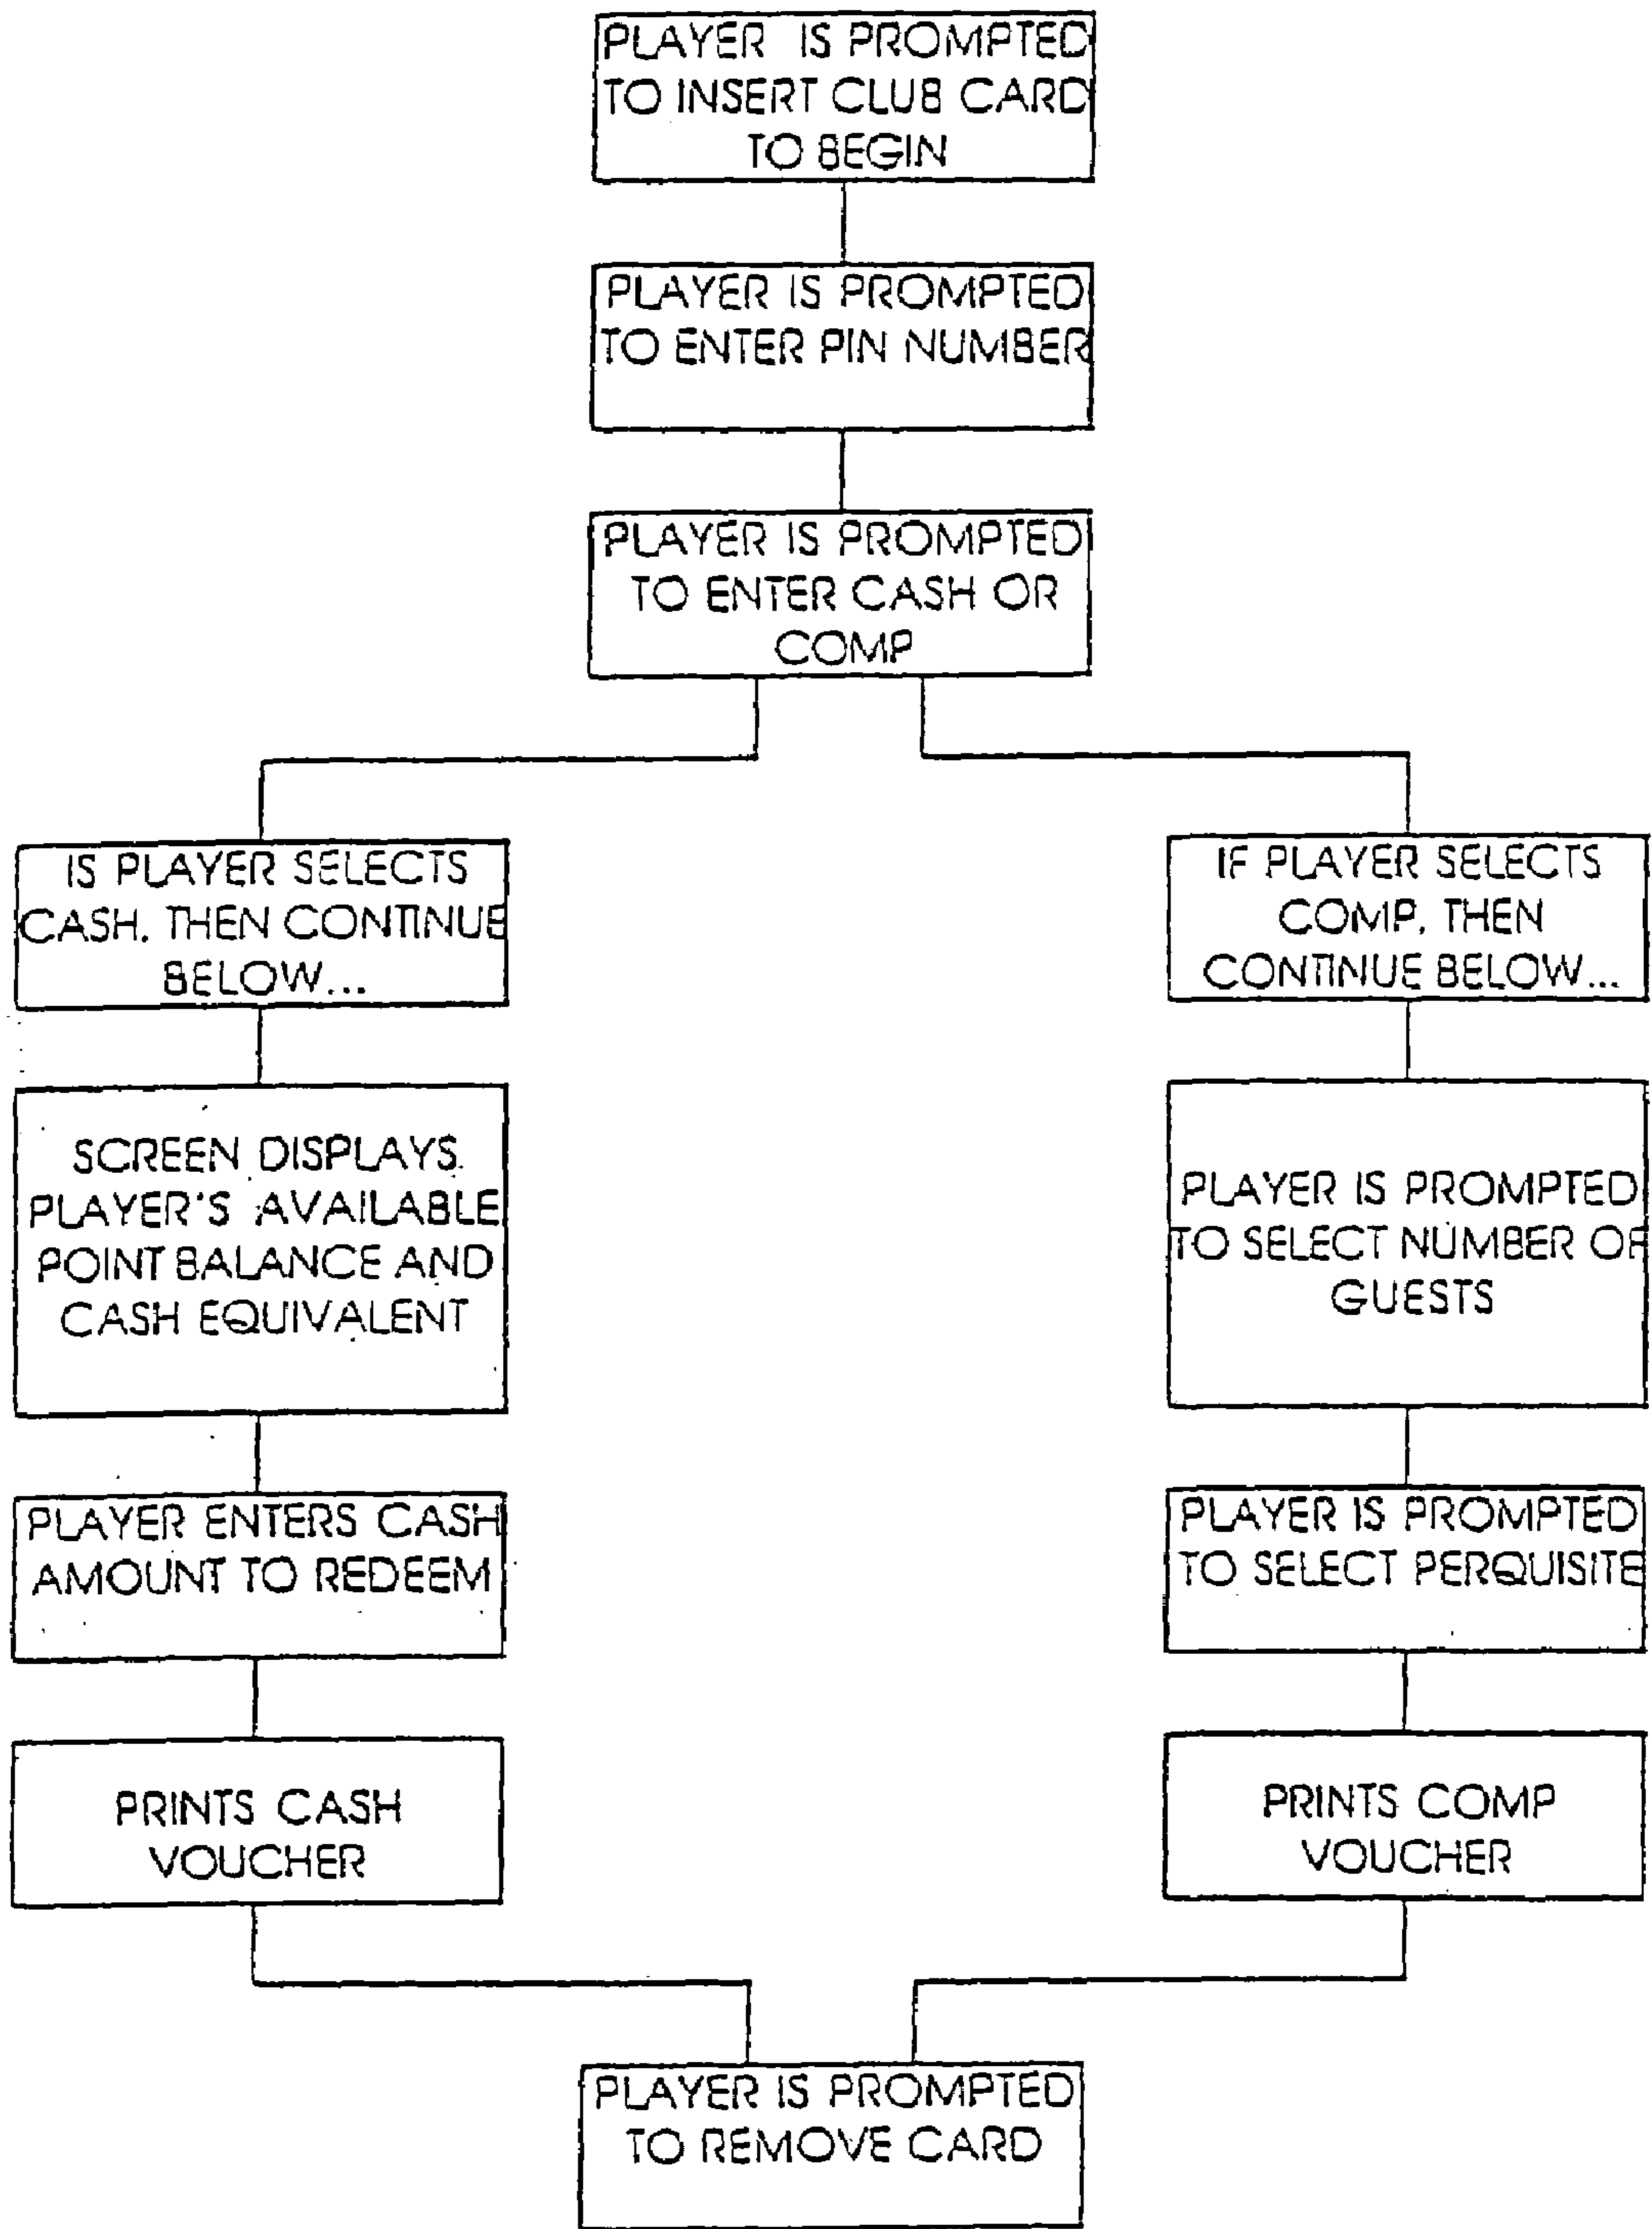 PLAYER IS PROMPTED
TO INSERT CLUB CARD
TO BEGIN
PLAYER IS PROMPTED
TO ENTER PIN NUMBER
PLAYER IS PROMPTED
TO ENTER CASH OR
COMP
IS PLAYER SELECTS
CASH, THEN CONTINUE
BELOW...
SCREEN DISPLAYS
PLAYER'S AVAILABLE
POINT BALANCE AND
CASH EQUIVALENT
PLAYER ENTERS CASH
AMOUNT TO REDEEM
PRINTS CASH
VOUCHER
IF PLAYER SELECTS
COMP, THEN
CONTINUE BELOW...
PLAYER IS PROMPTED
TO SELECT NUMBER OF
GUESTS
PLAYER IS PROMPTED
TO SELECT PERQUISITE
PRINTS COMP
VOUCHER
PLAYER IS PROMPTED
TO REMOVE CARD